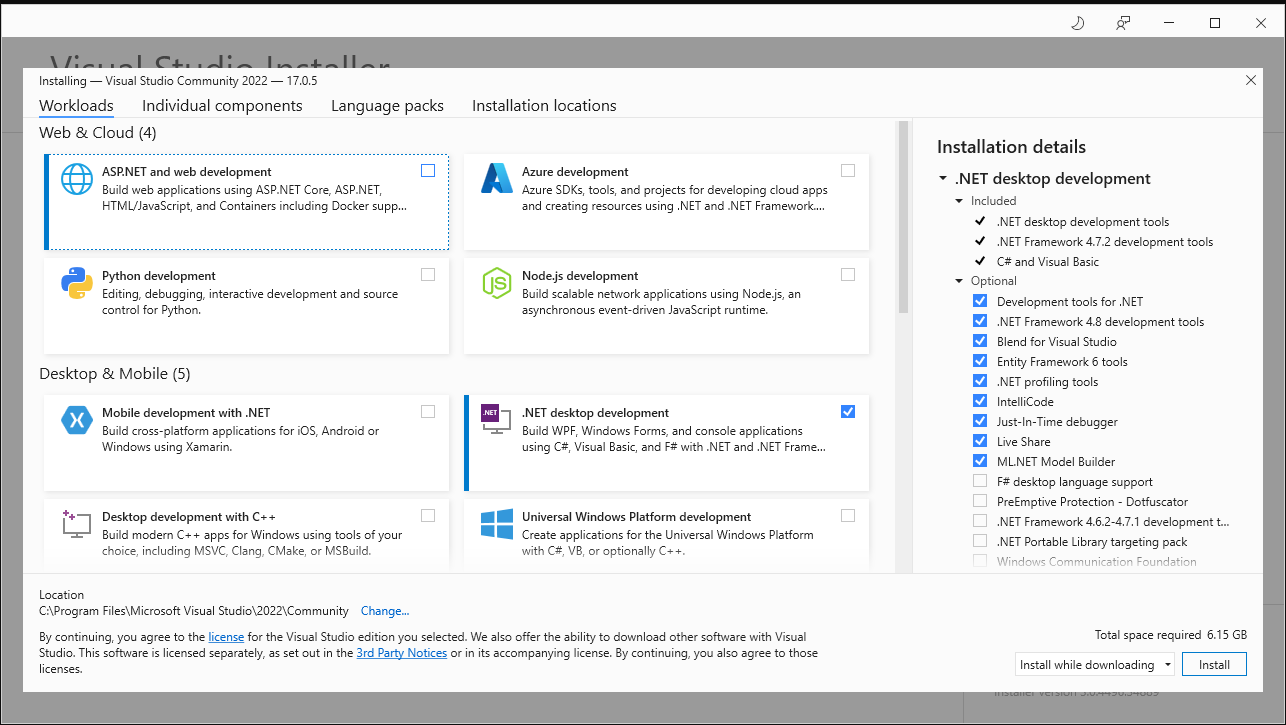 Visual Studio Installer
Installing — Visual Studio Community 2022 — 17.0.5
Workloads Individual components Language packs Installation locations
Web & Cloud (4)
ASP.NET and web development
Build web applications using ASP.NET Core, ASP.NET,
HTML/JavaScript, and Containers including Docker supp...
Azure development
Azure SDKs, tools, and projects for developing cloud apps
and creating resources using .NET and .NET Framework....
Python development
Editing, debugging, interactive development and source
control for Python.
Node.js development
Build scalable network applications using Node.js, an
asynchronous event-driven JavaScript runtime.
Desktop & Mobile (5)
Mobile development with .NET
Build cross-platform applications for iOS, Android or
Windows using Xamarin.
.NET
.NET desktop development
Build WPF, Windows Forms, and console applications
using C#, Visual Basic, and F# with .NET and .NET Frame...
Desktop development with C++
Build modern C++ apps for Windows using tools of your
choice, including MSVC, Clang, CMake, or MSBuild.
Universal Windows Platform development
Create applications for the Universal Windows Platform
with C#, VB, or optionally C++.
Installation details
.NET desktop development
Included
.NET desktop development tools
.NET Framework 4.7.2 development tools
C# and Visual Basic
Optional
Development tools for .NET
.NET Framework 4.8 development tools
Blend for Visual Studio
Entity Framework 6 tools
.NET profiling tools
IntelliCode
Just-In-Time debugger
Live Share
ML.NET Model Builder
F# desktop language support
PreEmptive Protection - Dotfuscator
.NET Framework 4.6.2-4.7.1 development t...
.NET Portable Library targeting pack
Windows Communication Foundation
Location
C:\Program Files\Microsoft Visual Studio\2022\Community Change...
By continuing, you agree to the license for the Visual Studio edition you selected. We also offer the ability to download other software with Visual
Studio. This software is licensed separately, as set out in the 3rd Party Notices or in its accompanying license. By continuing, you also agree to those
licenses.
Total space required 6.15 GB
Install while downloading Install
Installer version